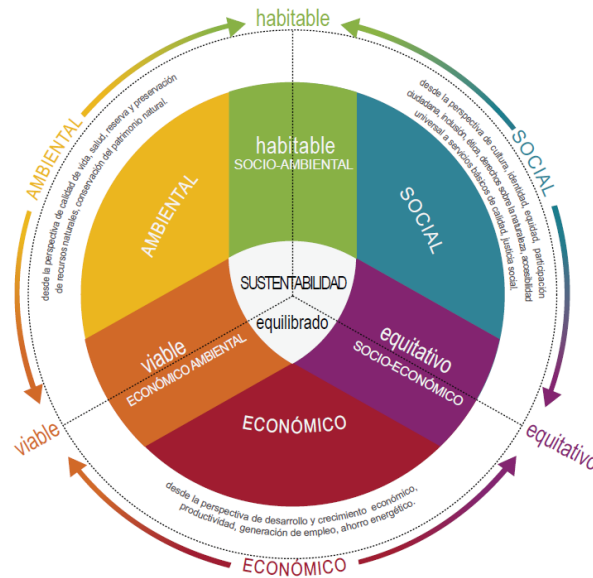 habitable
AMBIENTAL
desde la perspectiva de calidad de vida, salud, reserva y preservación
de recursos naturales, conservación del patrimonio natural.
SOCIAL
desde la perspectiva de cultura, identidad, equidad, participación
ciudadana, inclusión, ética, derechos sobre la naturaleza, accesibilidad
universal a servicios básicos de calidad, justicia social.
habitable
SOCIO-AMBIENTAL
AMBIENTAL
SOCIAL
SUSTENTABILIDAD
equilibrado
viable
ECONÓMICO AMBIENTAL
equitativo
SOCIO-ECONÓMICO
ECONÓMICO
viable
equitativo
desde la perspectiva de desarrollo y crecimiento económico,
productividad, generación de empleo, ahorro energético.
ECONÓMICO